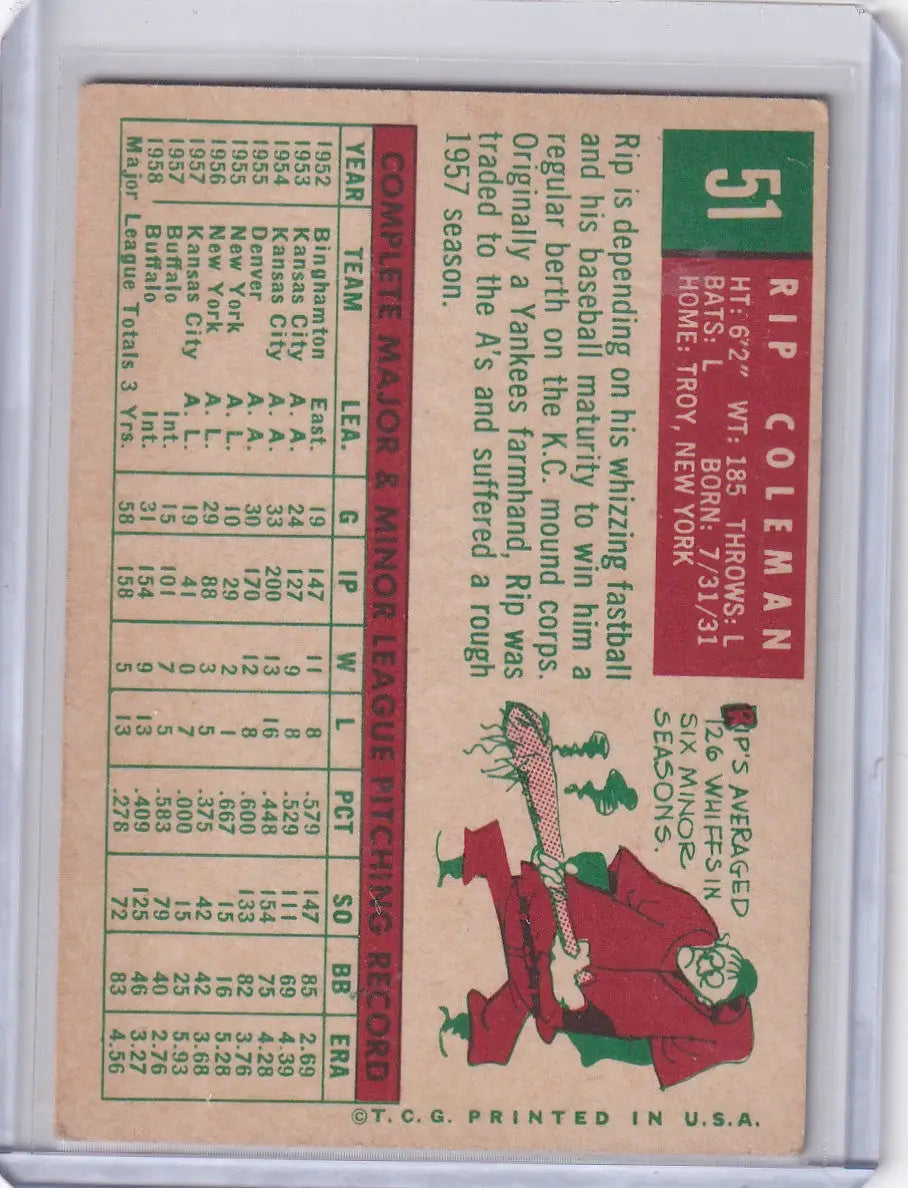 51
RIP COLEMAN
HT: 6'2" WT: 185 THROWS: L
BATS: L BORN: 7/31/31
HOME: TROY, NEW YORK
Rip is depending on his whizzing fastball
and his baseball maturity to win him a
regular berth on the K.C. mound corps.
Originally a Yankees farmhand, Rip was
traded to the A's and suffered a rough
1957 season.
RIP'S AVERAGED
126 WHIFFS IN
SIX MINOR
SEASONS.
COMPLETE MAJOR & MINOR LEAGUE PITCHING RECORD
YEAR TEAM LEA. G IP W L PCT SO BB ERA
1952 Binghamton East. 19 147 11 8 .579 147 85 2.69
1953 Kansas City A. A. 24 127 9 8 .529 111 69 4.39
1954 Kansas City A. A. 33 200 13 16 .448 154 75 4.28
1955 Denver A. A. 30 170 12 8 .600 133 82 3.76
1955 New York A. L. 10 29 2 1 .667 15 16 5.28
1956 New York A. L. 29 88 3 5 .375 42 42 3.68
1957 Kansas City A. L. 19 41 0 7 .000 15 25 5.93
1957 Buffalo Int. 15 101 7 5 .583 79 40 2.76
1958 Buffalo Int. 31 154 9 13 .409 125 46 3.27
Major League Totals 3 Yrs. 58 158 5 13 .278 72 83 4.56
©T. C. G. PRINTED IN U.S.A.